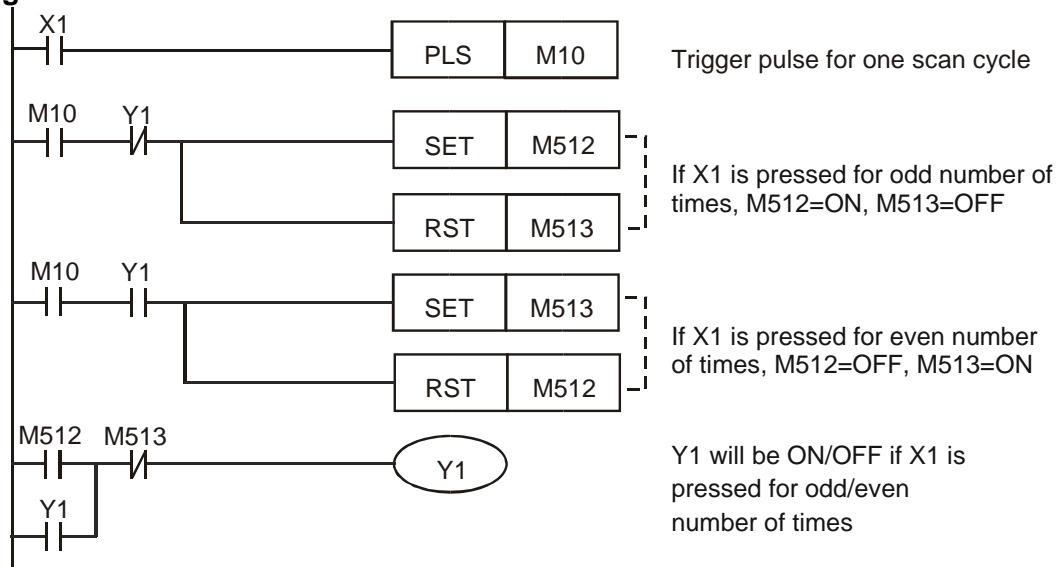 g
X1
PLS M10
Trigger pulse for one scan cycle
M10 Y1
SET M512
If X1 is pressed for odd number of
times, M512=ON, M513=OFF
RST M513
M10 Y1
SET M513
If X1 is pressed for even number
of times, M512=OFF, M513=ON
RST M512
M512 M513
Y1
Y1 will be ON/OFF if X1 is
pressed for odd/even
number of times
Y1